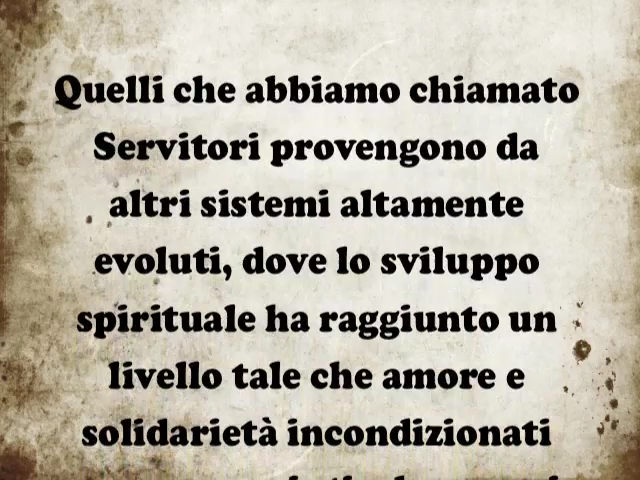 Quelli che abbiamo chiamato
Servitori provengono da
altri sistemi altamente
evoluti, dove lo sviluppo
spirituale ha raggiunto un
livello tale che amore e
solidarietà incondizionati